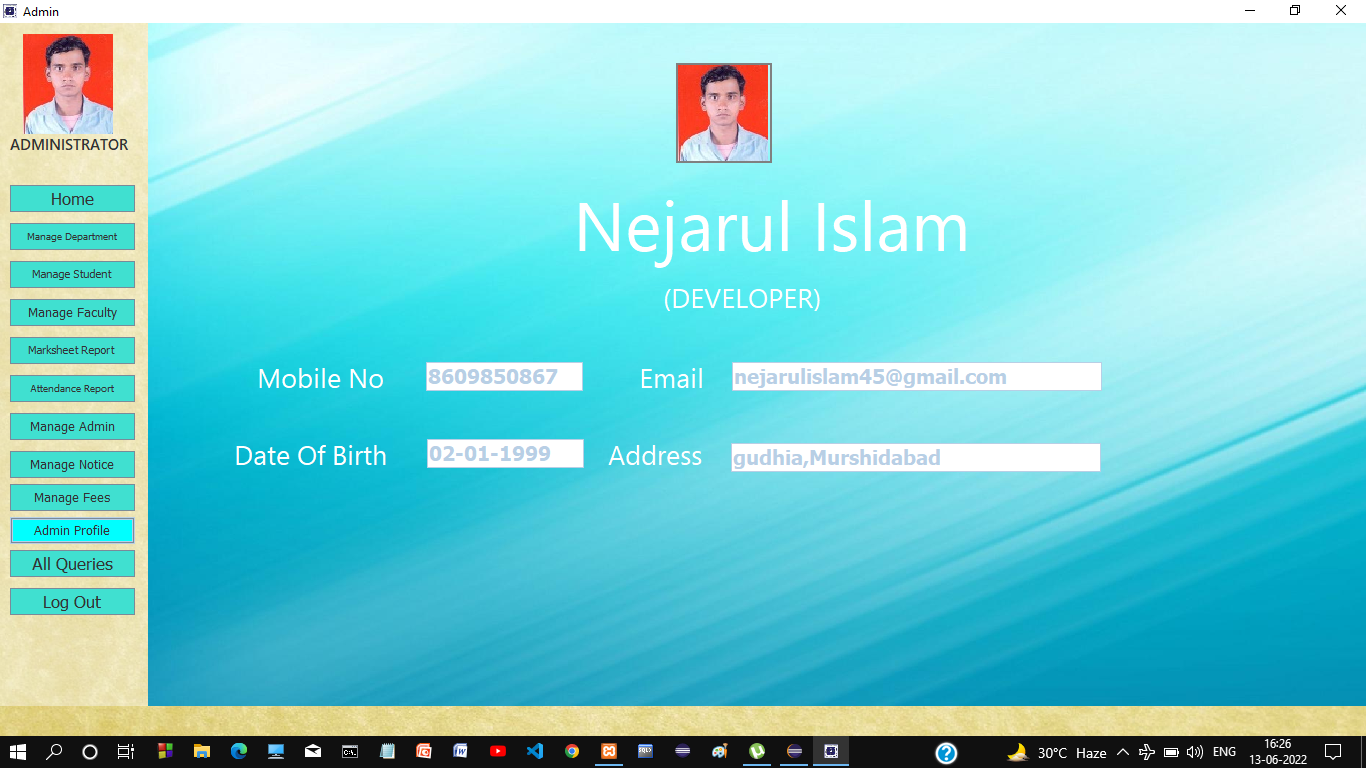 Admin
ADMINISTRATOR
Home
Manage Department
Manage Student
Manage Faculty
Marksheet Report
Attendance Report
Manage Admin
Manage Notice
Manage Fees
Admin Profile
All Queries
Log Out
Nejarul Islam
(DEVELOPER)
Mobile No 8609850867 Email nejarulislam45@gmail.com
Date Of Birth 02-01-1999 Address gudhia,Murshidabad
30°C Haze ENG 16:26
13-06-2022